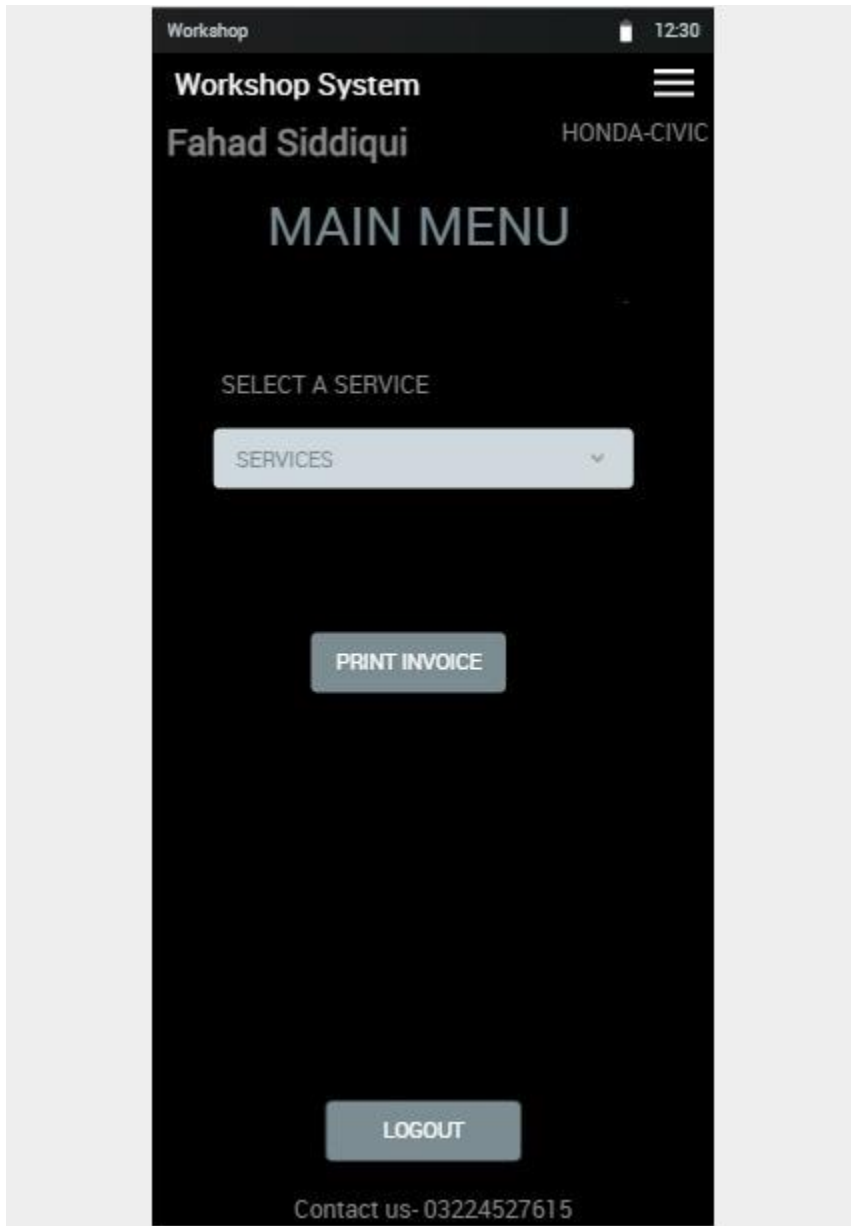 Workshop 12:30
Workshop System
Fahad Siddiqui HONDA-CIVIC
MAIN MENU
SELECT A SERVICE
SERVICES
PRINT INVOICE
LOGOUT
Contact us- 03224527615